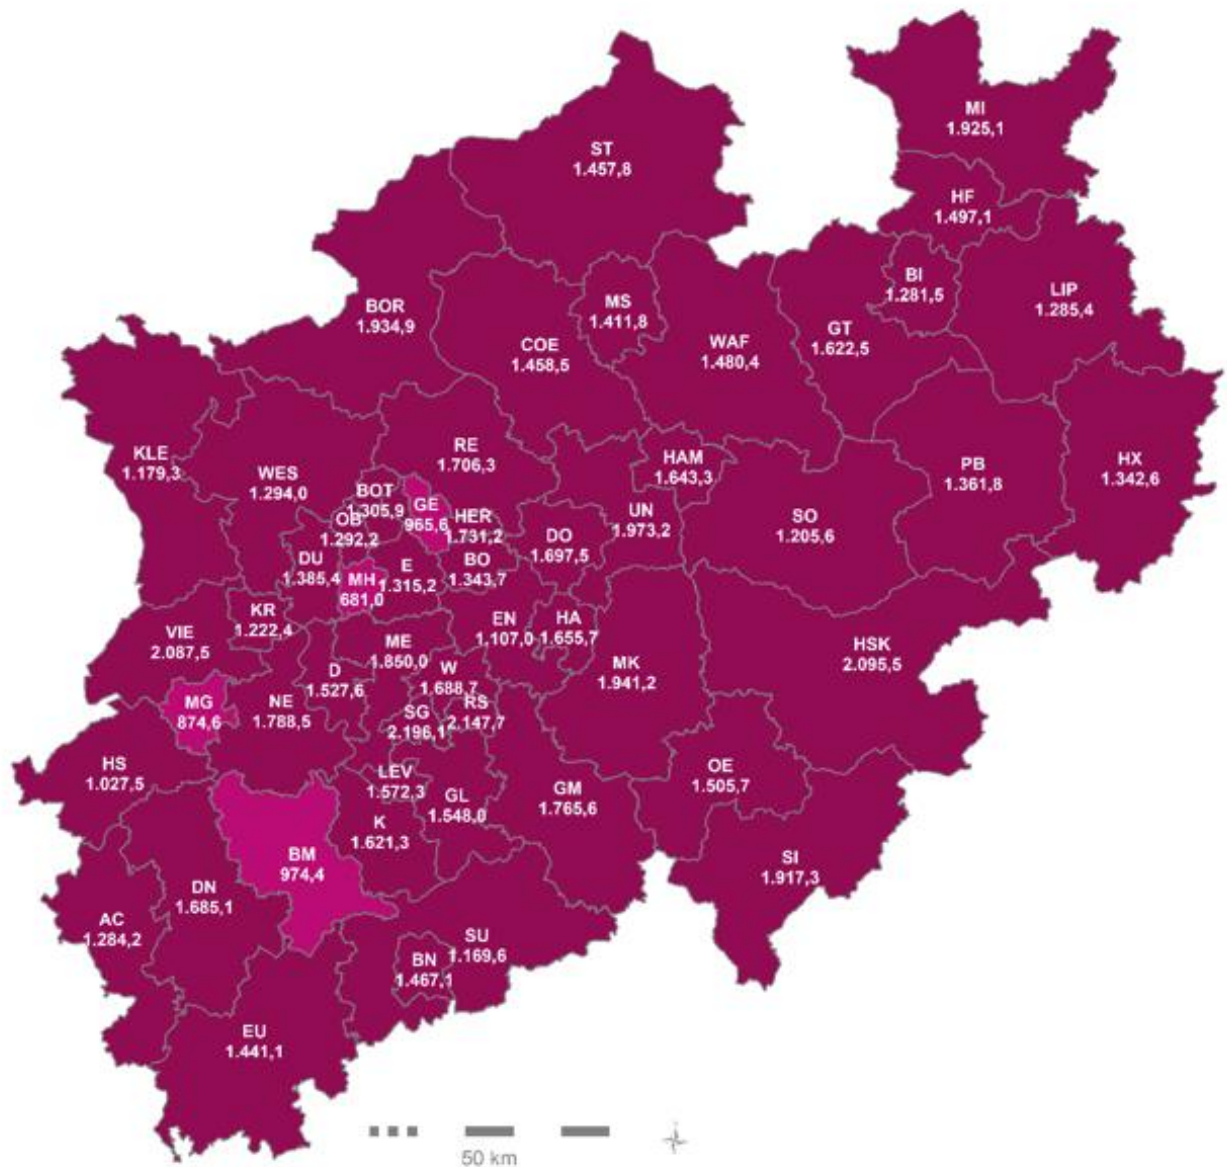 MI
1.925,1
ST
1.457,8
HF
1.497,1
BI
1.281,5
LIP
1.285,4
MS
1.411,8
BOR
1.934,9
COE
1.458,5
WAF
1.480,4
GT
1.622,5
KLE
1.179,3
WES
1.294,0
RE
1.706,3
HAM
1.643,3
PB
1.361,8
HX
1.342,6
BOT
1.305,9
GE
965,6
OB
1.292,2
HER
1.731,2
UN
1.973,2
SO
1.205,6
DO
1.697,5
DU
1.385,4
MH
681,0
E
1.315,2
BO
1.343,7
KR
1.222,4
VIE
2.087,5
EN
1.107,0
HA
1.655,7
ME
1.850,0
HSK
2.095,5
MK
1.941,2
D
1.527,6
W
1.688,7
MG
874,6
NE
1.788,5
SG
2.196,1
RS
2.147,7
HS
1.027,5
LEV
1.572,3
GL
1.548,0
GM
1.765,6
OE
1.505,7
K
1.621,3
BM
974,4
SI
1.917,3
DN
1.685,1
AC
1.284,2
SU
1.169,6
BN
1.467,1
EU
1.441,1
50 km